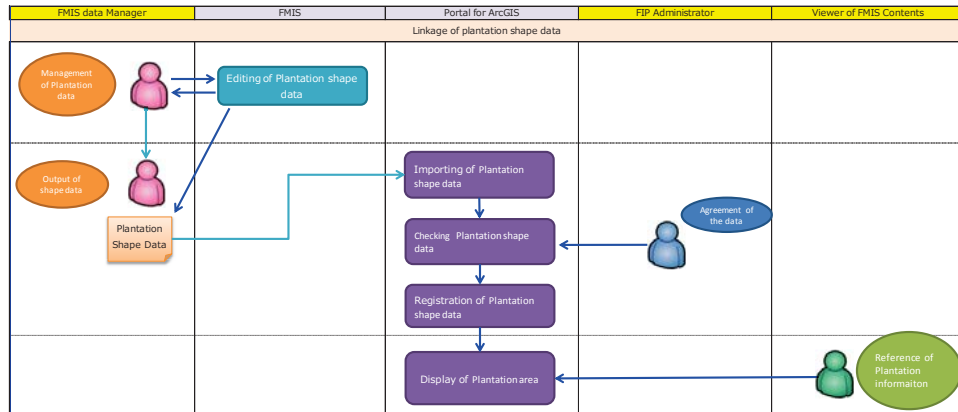 FMIS data Manager
FMIS
Portal for ArcGIS
FIP Administrator
Viewer of FMIS Contents
Linkage of plantation shape data
Management
of Plantation
data
Editing of Plantation shape
data
Output of
shape data
Plantation
Shape Data
Importing of Plantation
shape data
Checking Plantation shape
data
Agreement of
the data
Registration of Plantation
shape data
Display of Plantation area
Reference of
Plantation
informaiton